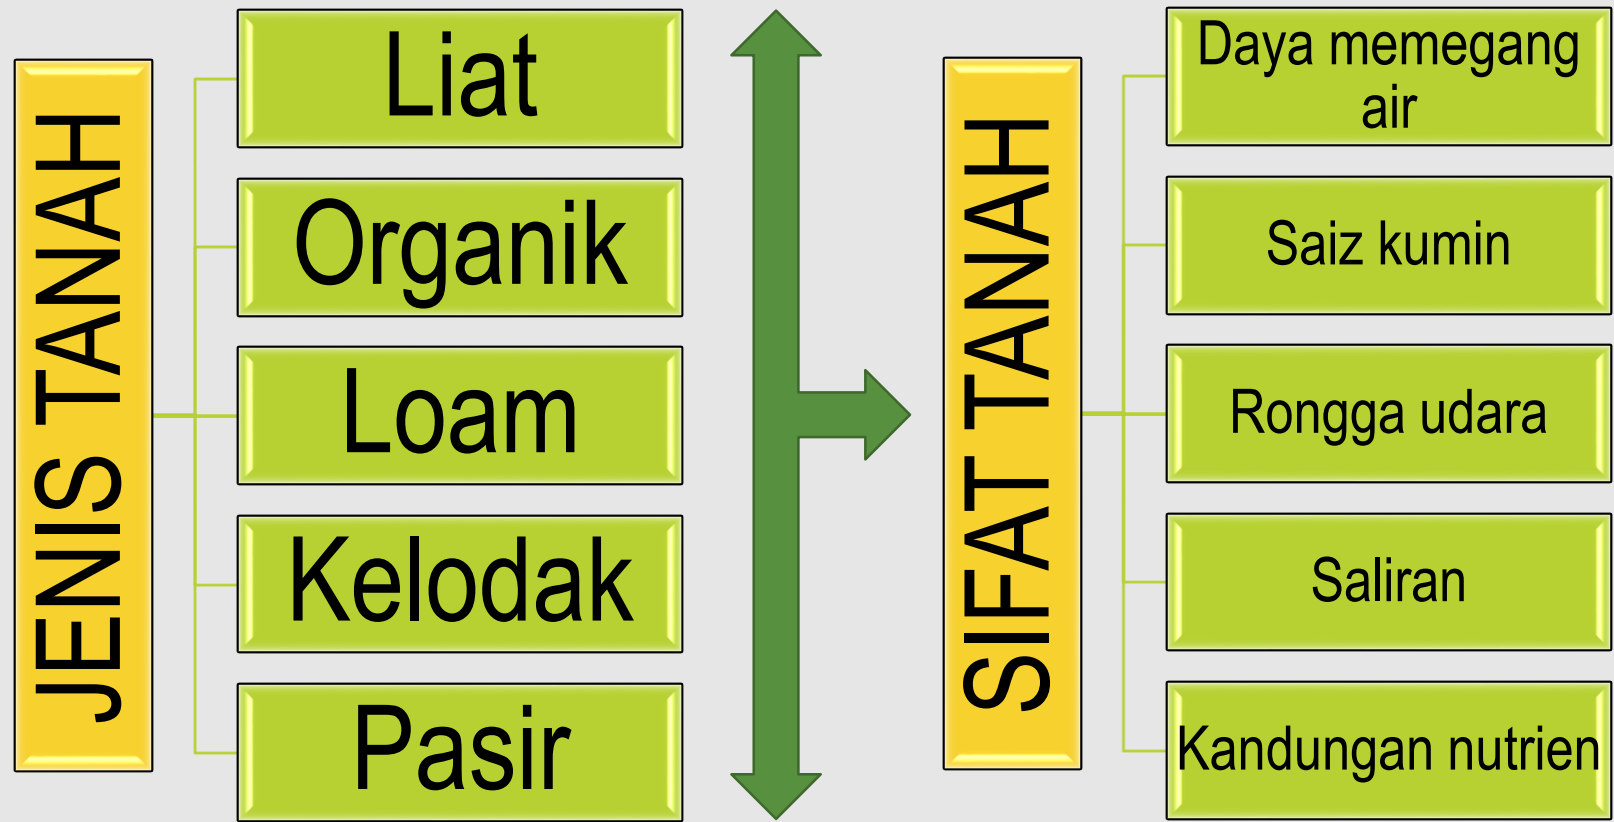 JENIS TANAH
Liat
Organik
Loam
Kelodak
Pasir
SIFAT TANAH
Daya memegang
air
Saiz kumin
Rongga udara
Saliran
Kandungan nutrien